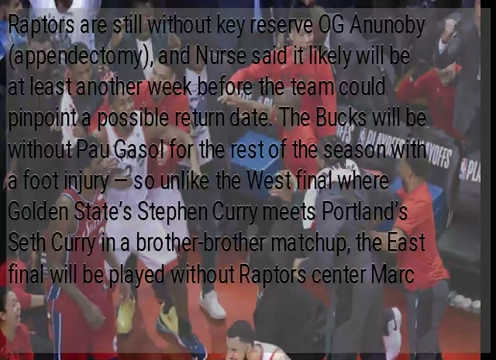 Raptors are still without key reserve OG Anunoby
(appendectomy), and Nurse said it likely will be
at least another week before the team could
pinpoint a possible return date. The Bucks will be
without Pau Gasol for the rest of the season with
a foot injury — so unlike the West final where
Golden State's Stephen Curry meets Portland's
Seth Curry in a brother-brother matchup, the East
final will be played without Raptors center Marc
PLAYOFFS